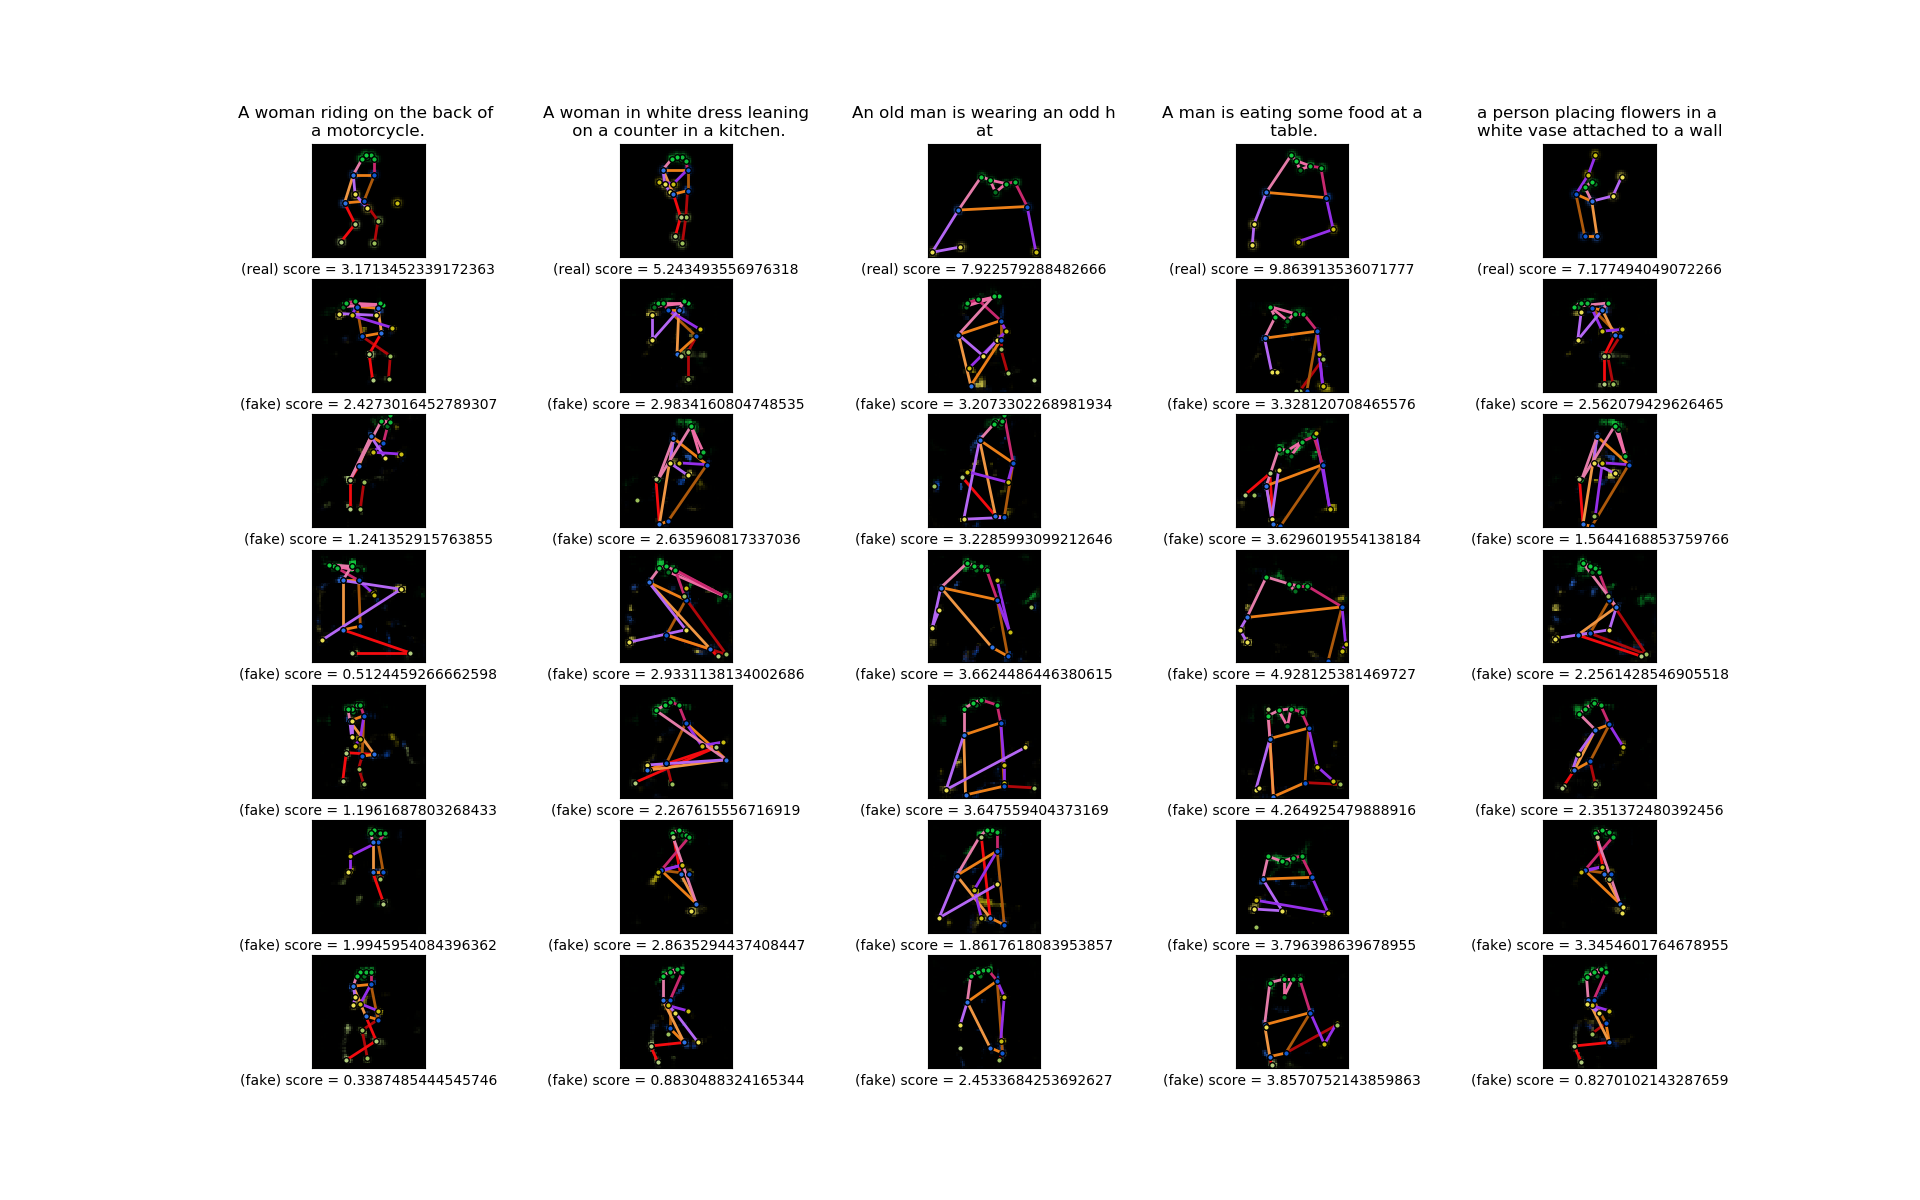 A woman riding on the back of
a motorcycle.
A woman in white dress leaning
on a counter in a kitchen.
An old man is wearing an odd h
at
A man is eating some food at a
table.
a person placing flowers in a
white vase attached to a wall
(real) score = 3.1713452339172363
(real) score = 5.243493556976318
(real) score = 7.922579288482666
(real) score = 9.863913536071777
(real) score = 7.177494049072266
(fake) score = 2.4273016452789307
(fake) score = 2.9834160804748535
(fake) score = 3.2073302268981934
(fake) score = 3.328120708465576
(fake) score = 2.562079429626465
(fake) score = 1.241352915763855
(fake) score = 2.635960817337036
(fake) score = 3.2285993099212646
(fake) score = 3.6296019554138184
(fake) score = 1.5644168853759766
(fake) score = 0.5124459266662598
(fake) score = 2.9331138134002686
(fake) score = 3.6624486446380615
(fake) score = 4.928125381469727
(fake) score = 2.2561428546905518
(fake) score = 1.1961687803268433
(fake) score = 2.267615556716919
(fake) score = 3.647559404373169
(fake) score = 4.264925479888916
(fake) score = 2.351372480392456
(fake) score = 1.9945954084396362
(fake) score = 2.8635294437408447
(fake) score = 1.8617618083953857
(fake) score = 3.796398639678955
(fake) score = 3.3454601764678955
(fake) score = 0.3387485444545746
(fake) score = 0.8830488324165344
(fake) score = 2.4533684253692627
(fake) score = 3.8570752143859863
(fake) score = 0.8270102143287659